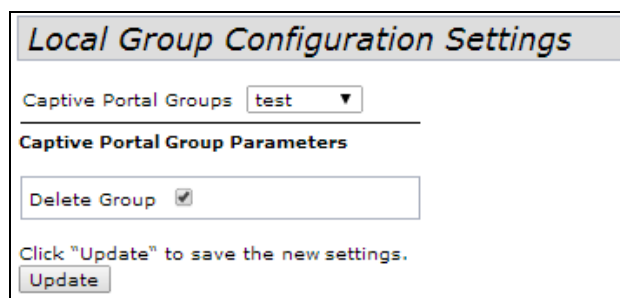 Local Group Configuration Settings
Captive Portal Groups test
Captive Portal Group Parameters
Delete Group
Click "Update" to save the new settings.
Update